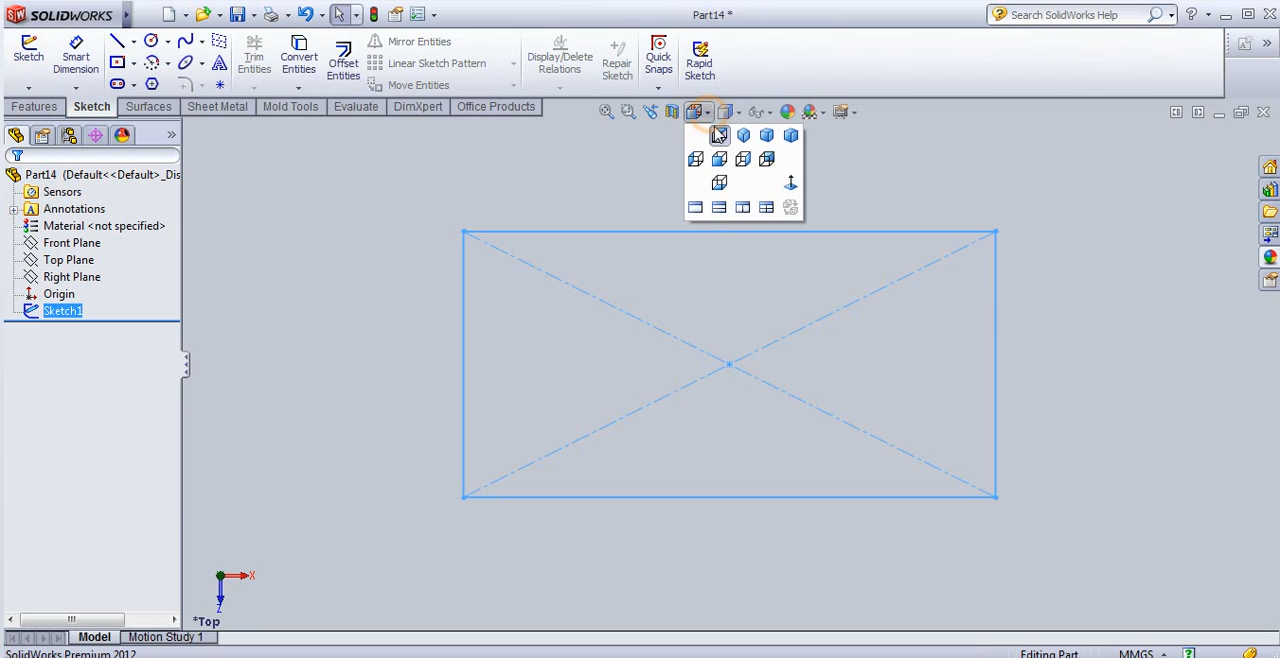 SOLIDWORKS
Part14 *
Search SolidWorks Help
Sketch
Smart Dimension
Trim Entities
Convert Entities
Offset Entities
Mirror Entities
Linear Sketch Pattern
Move Entities
Display/Delete Relations
Repair Sketch
Quick Snaps
Rapid Sketch
Features
Sketch
Surfaces
Sheet Metal
Mold Tools
Evaluate
DimXpert
Office Products
Part14 (Default<<Default>_Dis
Sensors
Annotations
Material <not specified>
Front Plane
Top Plane
Right Plane
Origin
Sketch1
X
Z
*Top
Model
Motion Study 1
SolidWorks Premium 2012
Editing Part
MMGS